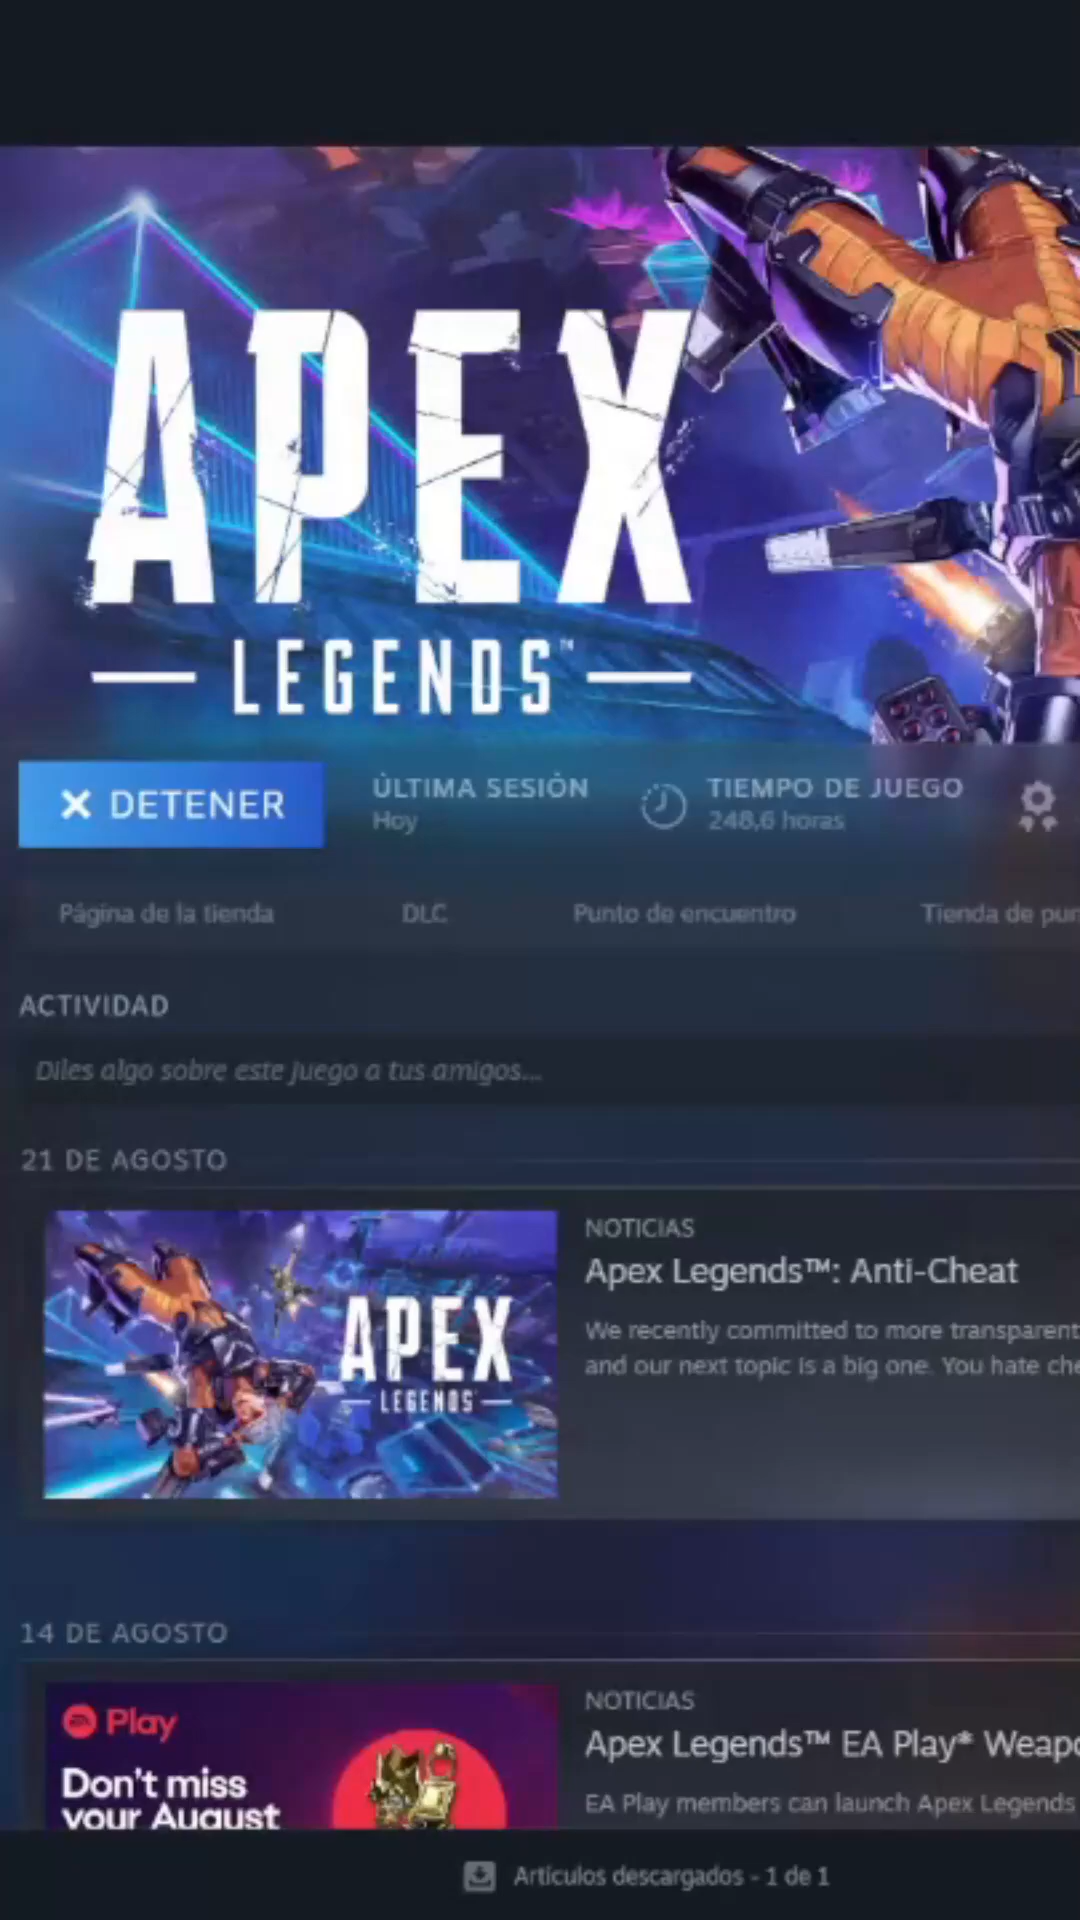 APEX
LEGENDS™
DETENER
ÚLTIMA SESIÓN
Hoy
TIEMPO DE JUEGO
248,6 horas
Página de la tienda
DLC
Punto de encuentro
Tienda de pun
ACTIVIDAD
Diles algo sobre este juego a tus amigos...
21 DE AGOSTO
APEX
LEGENDS
NOTICIAS
Apex Legends™: Anti-Cheat
We recently committed to more transparent
and our next topic is a big one. You hate che
14 DE AGOSTO
EA Play
Don't miss
your August
NOTICIAS
Apex Legends™ EA Play* Weapo
EA Play members can launch Apex Legends
Artículos descargados - 1 de 1